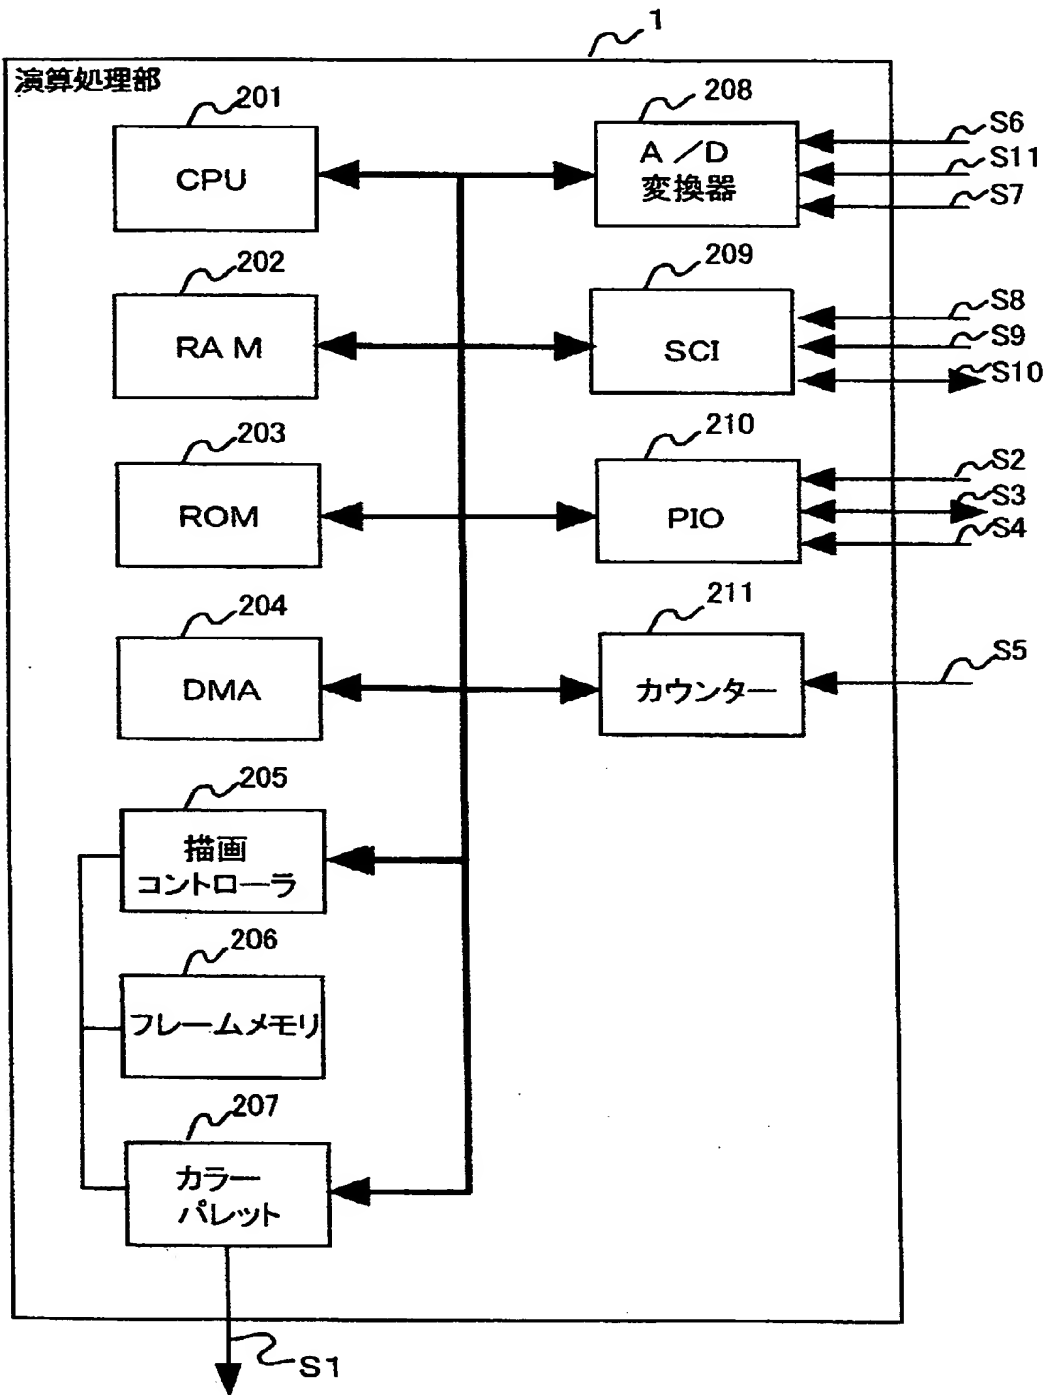 1
演算処理部
201
CPU
208
A/D
変換器
S6
S11
S7
202
RAM
209
SCI
S8
S9
S10
203
ROM
210
PIO
S2
S3
S4
204
DMA
211
カウンター
S5
205
描画
コントローラ
206
フレームメモリ
207
カラー
パレット
S1